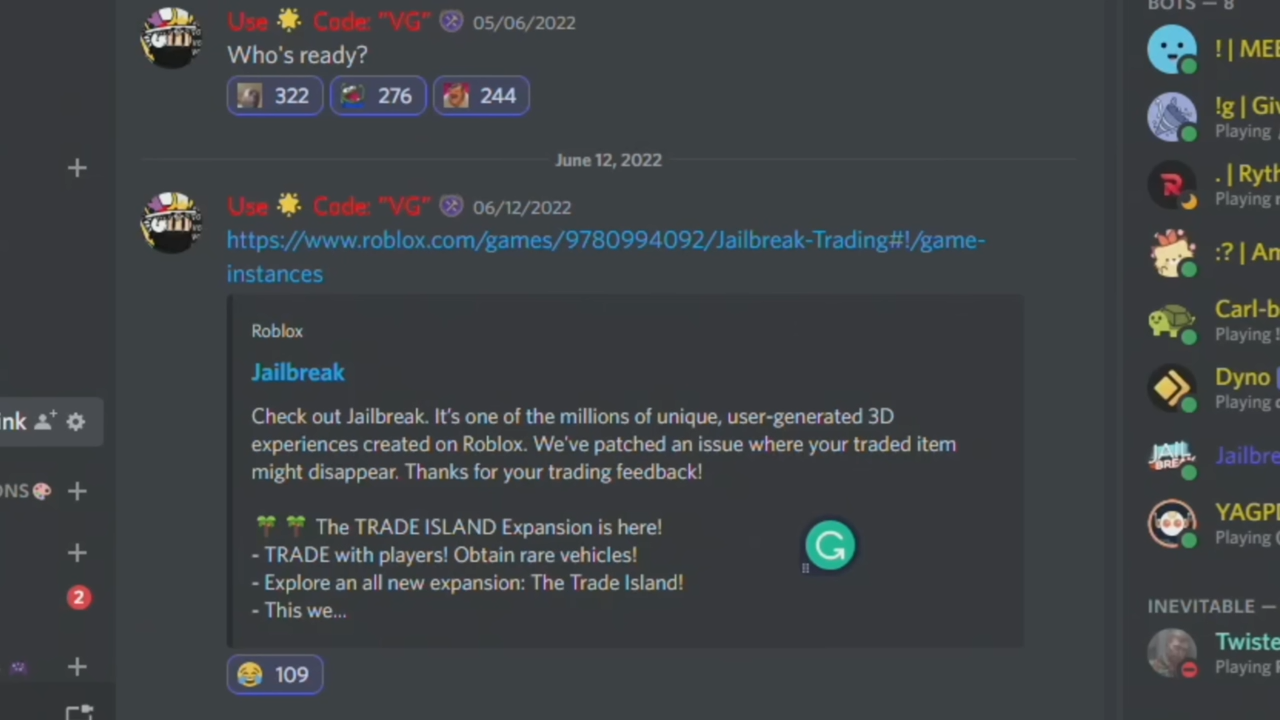 BOTS — 8
Use 🌟 Code: "VG" 05/06/2022
Who's ready?
322 276 244
June 12, 2022
Use 🌟 Code: "VG" 06/12/2022
https://www.roblox.com/games/9780994092/Jailbreak-Trading#!/game-
instances
Roblox
Jailbreak
Check out Jailbreak. It's one of the millions of unique, user-generated 3D
experiences created on Roblox. We've patched an issue where your traded item
might disappear. Thanks for your trading feedback!
🌴 🌴 The TRADE ISLAND Expansion is here!
- TRADE with players! Obtain rare vehicles!
- Explore an all new expansion: The Trade Island!
- This we...
😂 109
ink
ONS🎨
2
! | MEE
!g | Giv
Playing
. | Ryth
Playing
:? | Am
Carl-b
Playing !
Dyno
Playing
JAIL
BREAK
Jailbre
YAGP
Playing
INEVITABLE —
Twiste
Playing